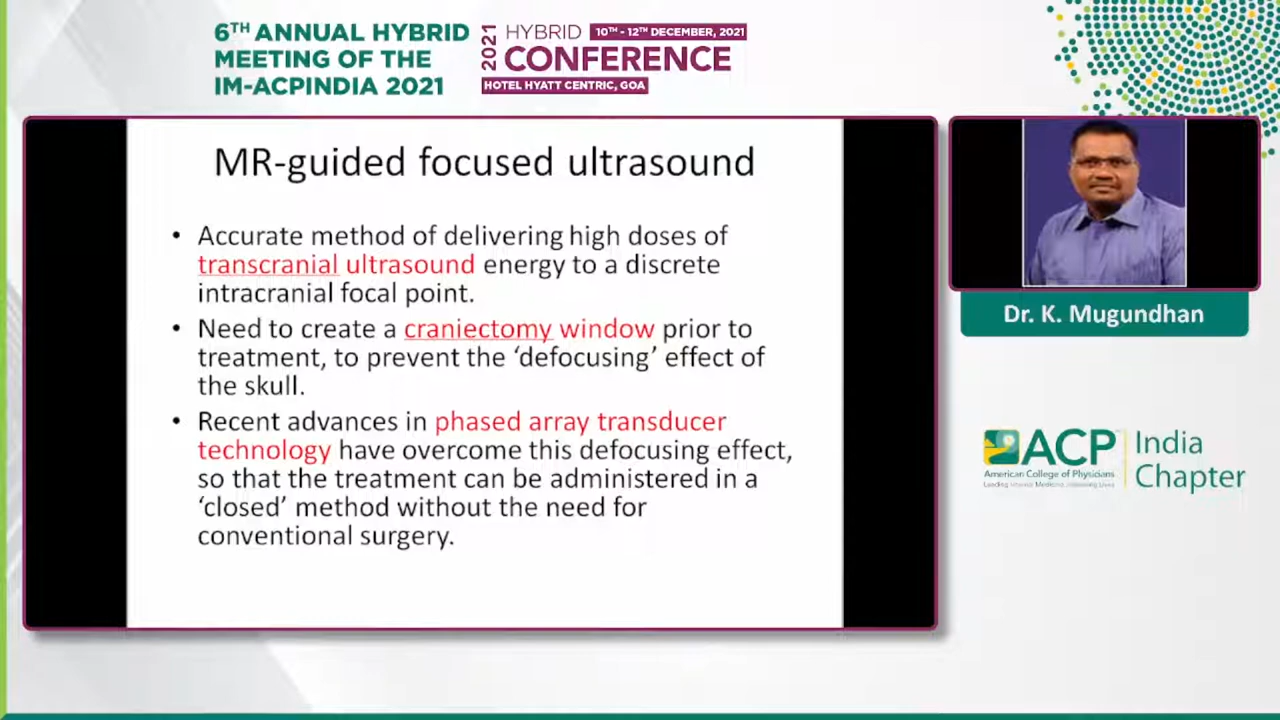 6TH ANNUAL HYBRID
MEETING OF THE
IM-ACPINDIA 2021
2021
HYBRID
10TH - 12TH DECEMBER, 2021
CONFERENCE
HOTEL HYATT CENTRIC, GOA
MR-guided focused ultrasound
• Accurate method of delivering high doses of
transcranial ultrasound energy to a discrete
intracranial focal point.
• Need to create a craniectomy window prior to
treatment, to prevent the ‘defocusing’ effect of
the skull.
• Recent advances in phased array transducer
technology have overcome this defocusing effect,
so that the treatment can be administered in a
‘closed’ method without the need for
conventional surgery.
Dr. K. Mugundhan
ACP
American College of Physicians
India
Chapter